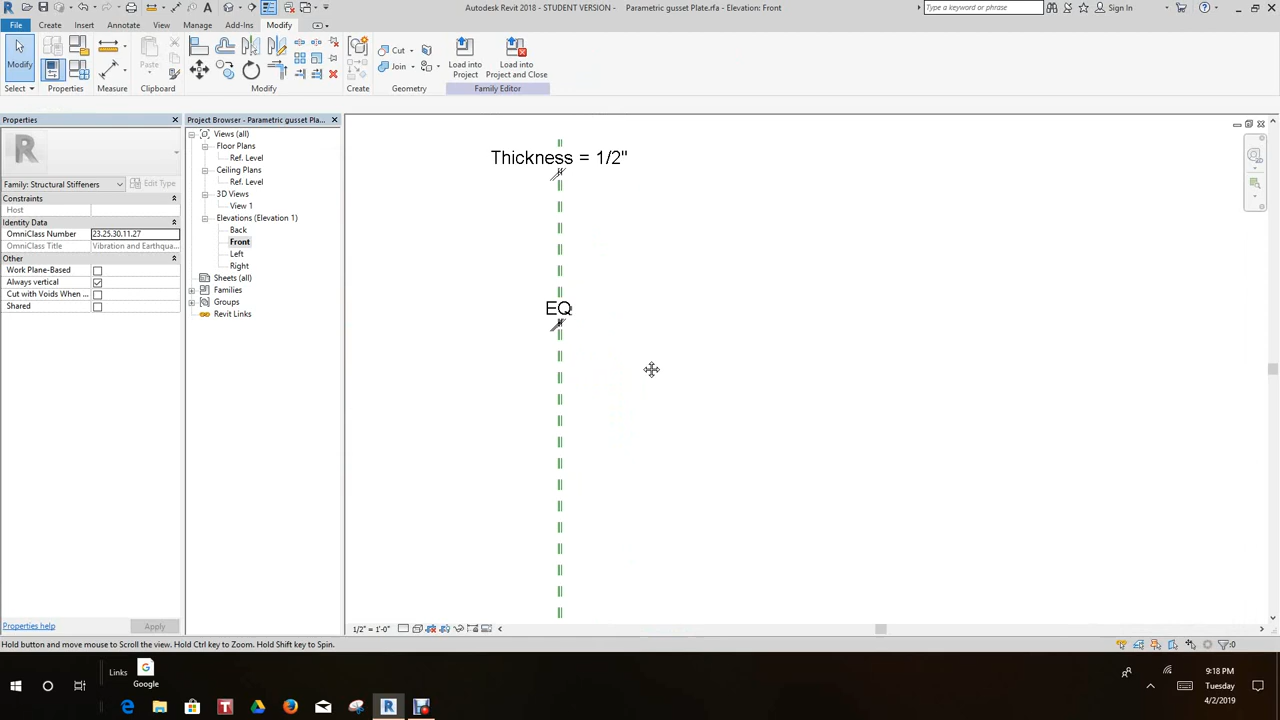 Autodesk Revit 2018 - STUDENT VERSION - Parametric gusset Plate.rfa - Elevation: Front
Type a keyword or phrase
Sign In
File Create Insert Annotate View Manage Add-Ins Modify
Modify
Paste
Cut
Join
Load into Project
Load into Project and Close
Select Properties Clipboard Measure Modify Create Geometry Family Editor
Properties
Family: Structural Stiffeners
Edit Type
Constraints
Host
Identity Data
OmniClass Number 23.25.30.11.27
OmniClass Title Vibration and Earthqua...
Other
Work Plane-Based
Always vertical
Cut with Voids When ...
Shared
Properties help
Apply
Project Browser - Parametric gusset Pla...
Views (all)
Floor Plans
Ref. Level
Ceiling Plans
Ref. Level
3D Views
View 1
Elevations (Elevation 1)
Back
Front
Left
Right
Sheets (all)
Families
Groups
Revit Links
Thickness = 1/2"
EQ
1/2" = 1'-0"
Hold button and move mouse to Scroll the view. Hold Ctrl key to Zoom. Hold Shift key to Spin.
:0
Links
Google
9:18 PM
Tuesday
4/2/2019